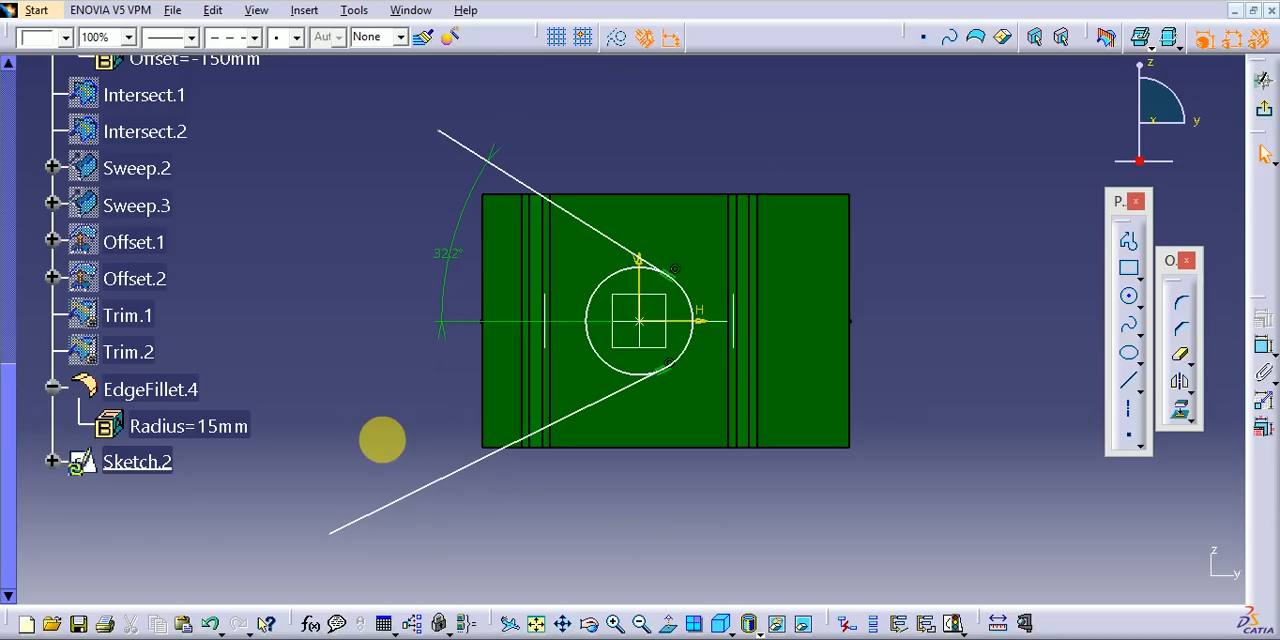 Start ENOVIA V5 VPM File Edit View Insert Tools Window Help
100% Aut None
Offset=-150mm
Intersect.1
Intersect.2
Sweep.2
Sweep.3
Offset.1
Offset.2
Trim.1
Trim.2
EdgeFillet.4
Radius=15mm
Sketch.2
32.2°
V
H
z
x
y
P..
O..
z
y
f(x)
CATIA